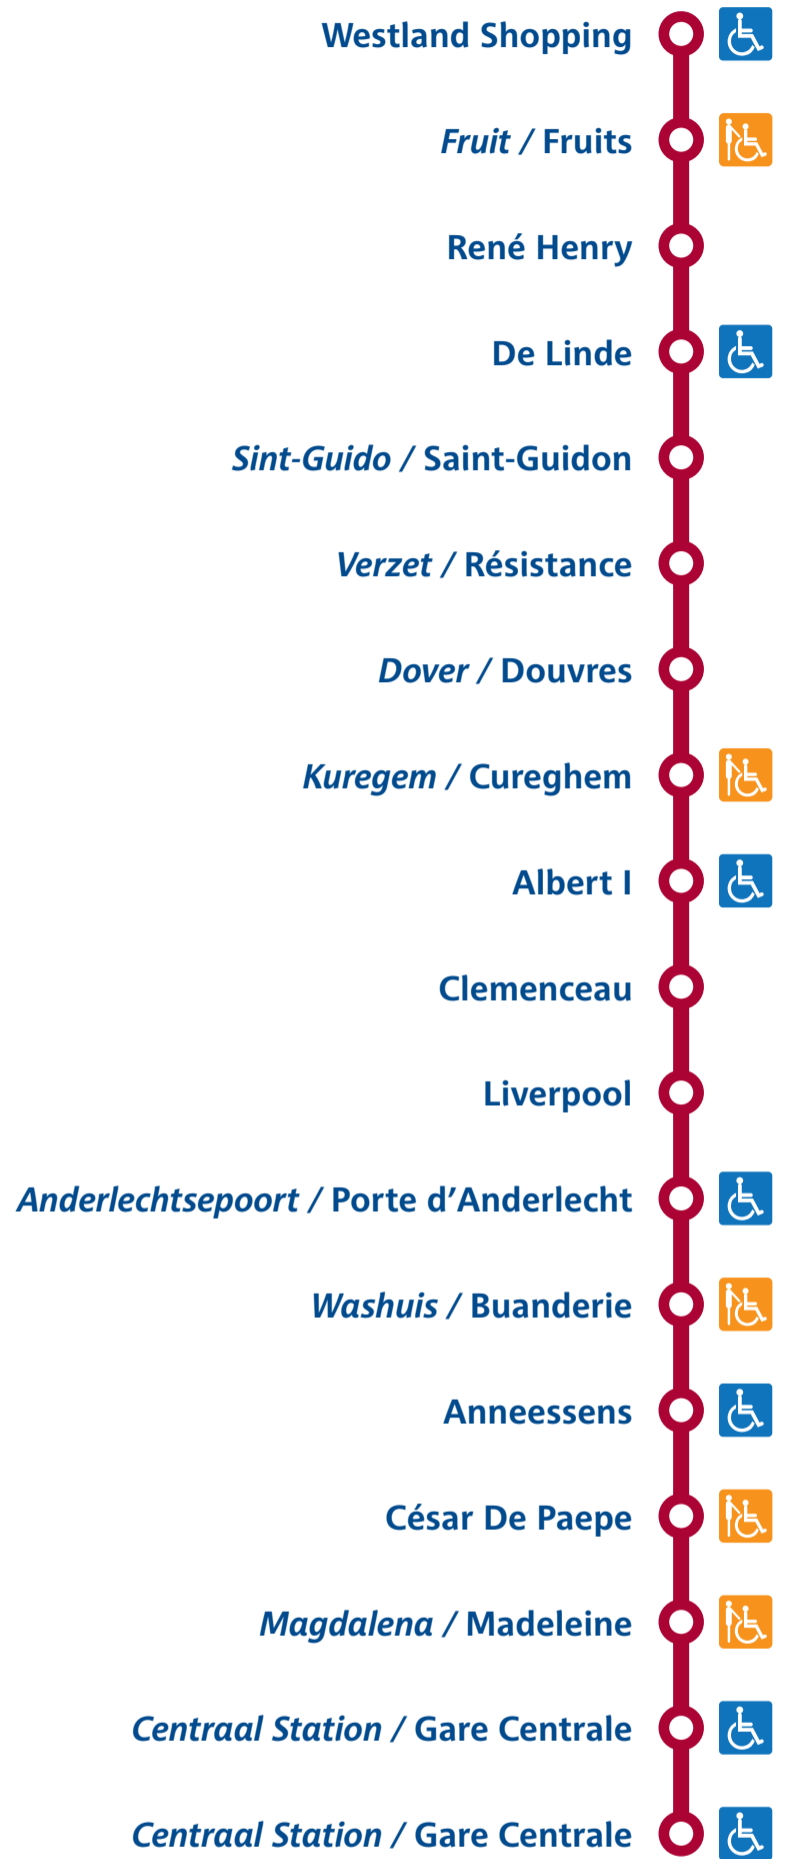 Westland Shopping
Fruit / Fruits
René Henry
De Linde
Sint-Guido / Saint-Guidon
Verzet / Résistance
Dover / Douvres
Kuregem / Cureghem
Albert I
Clemenceau
Liverpool
Anderlechtsepoort / Porte d’Anderlecht
Washuis / Buanderie
Anneessens
César De Paepe
Magdalena / Madeleine
Centraal Station / Gare Centrale
Centraal Station / Gare Centrale